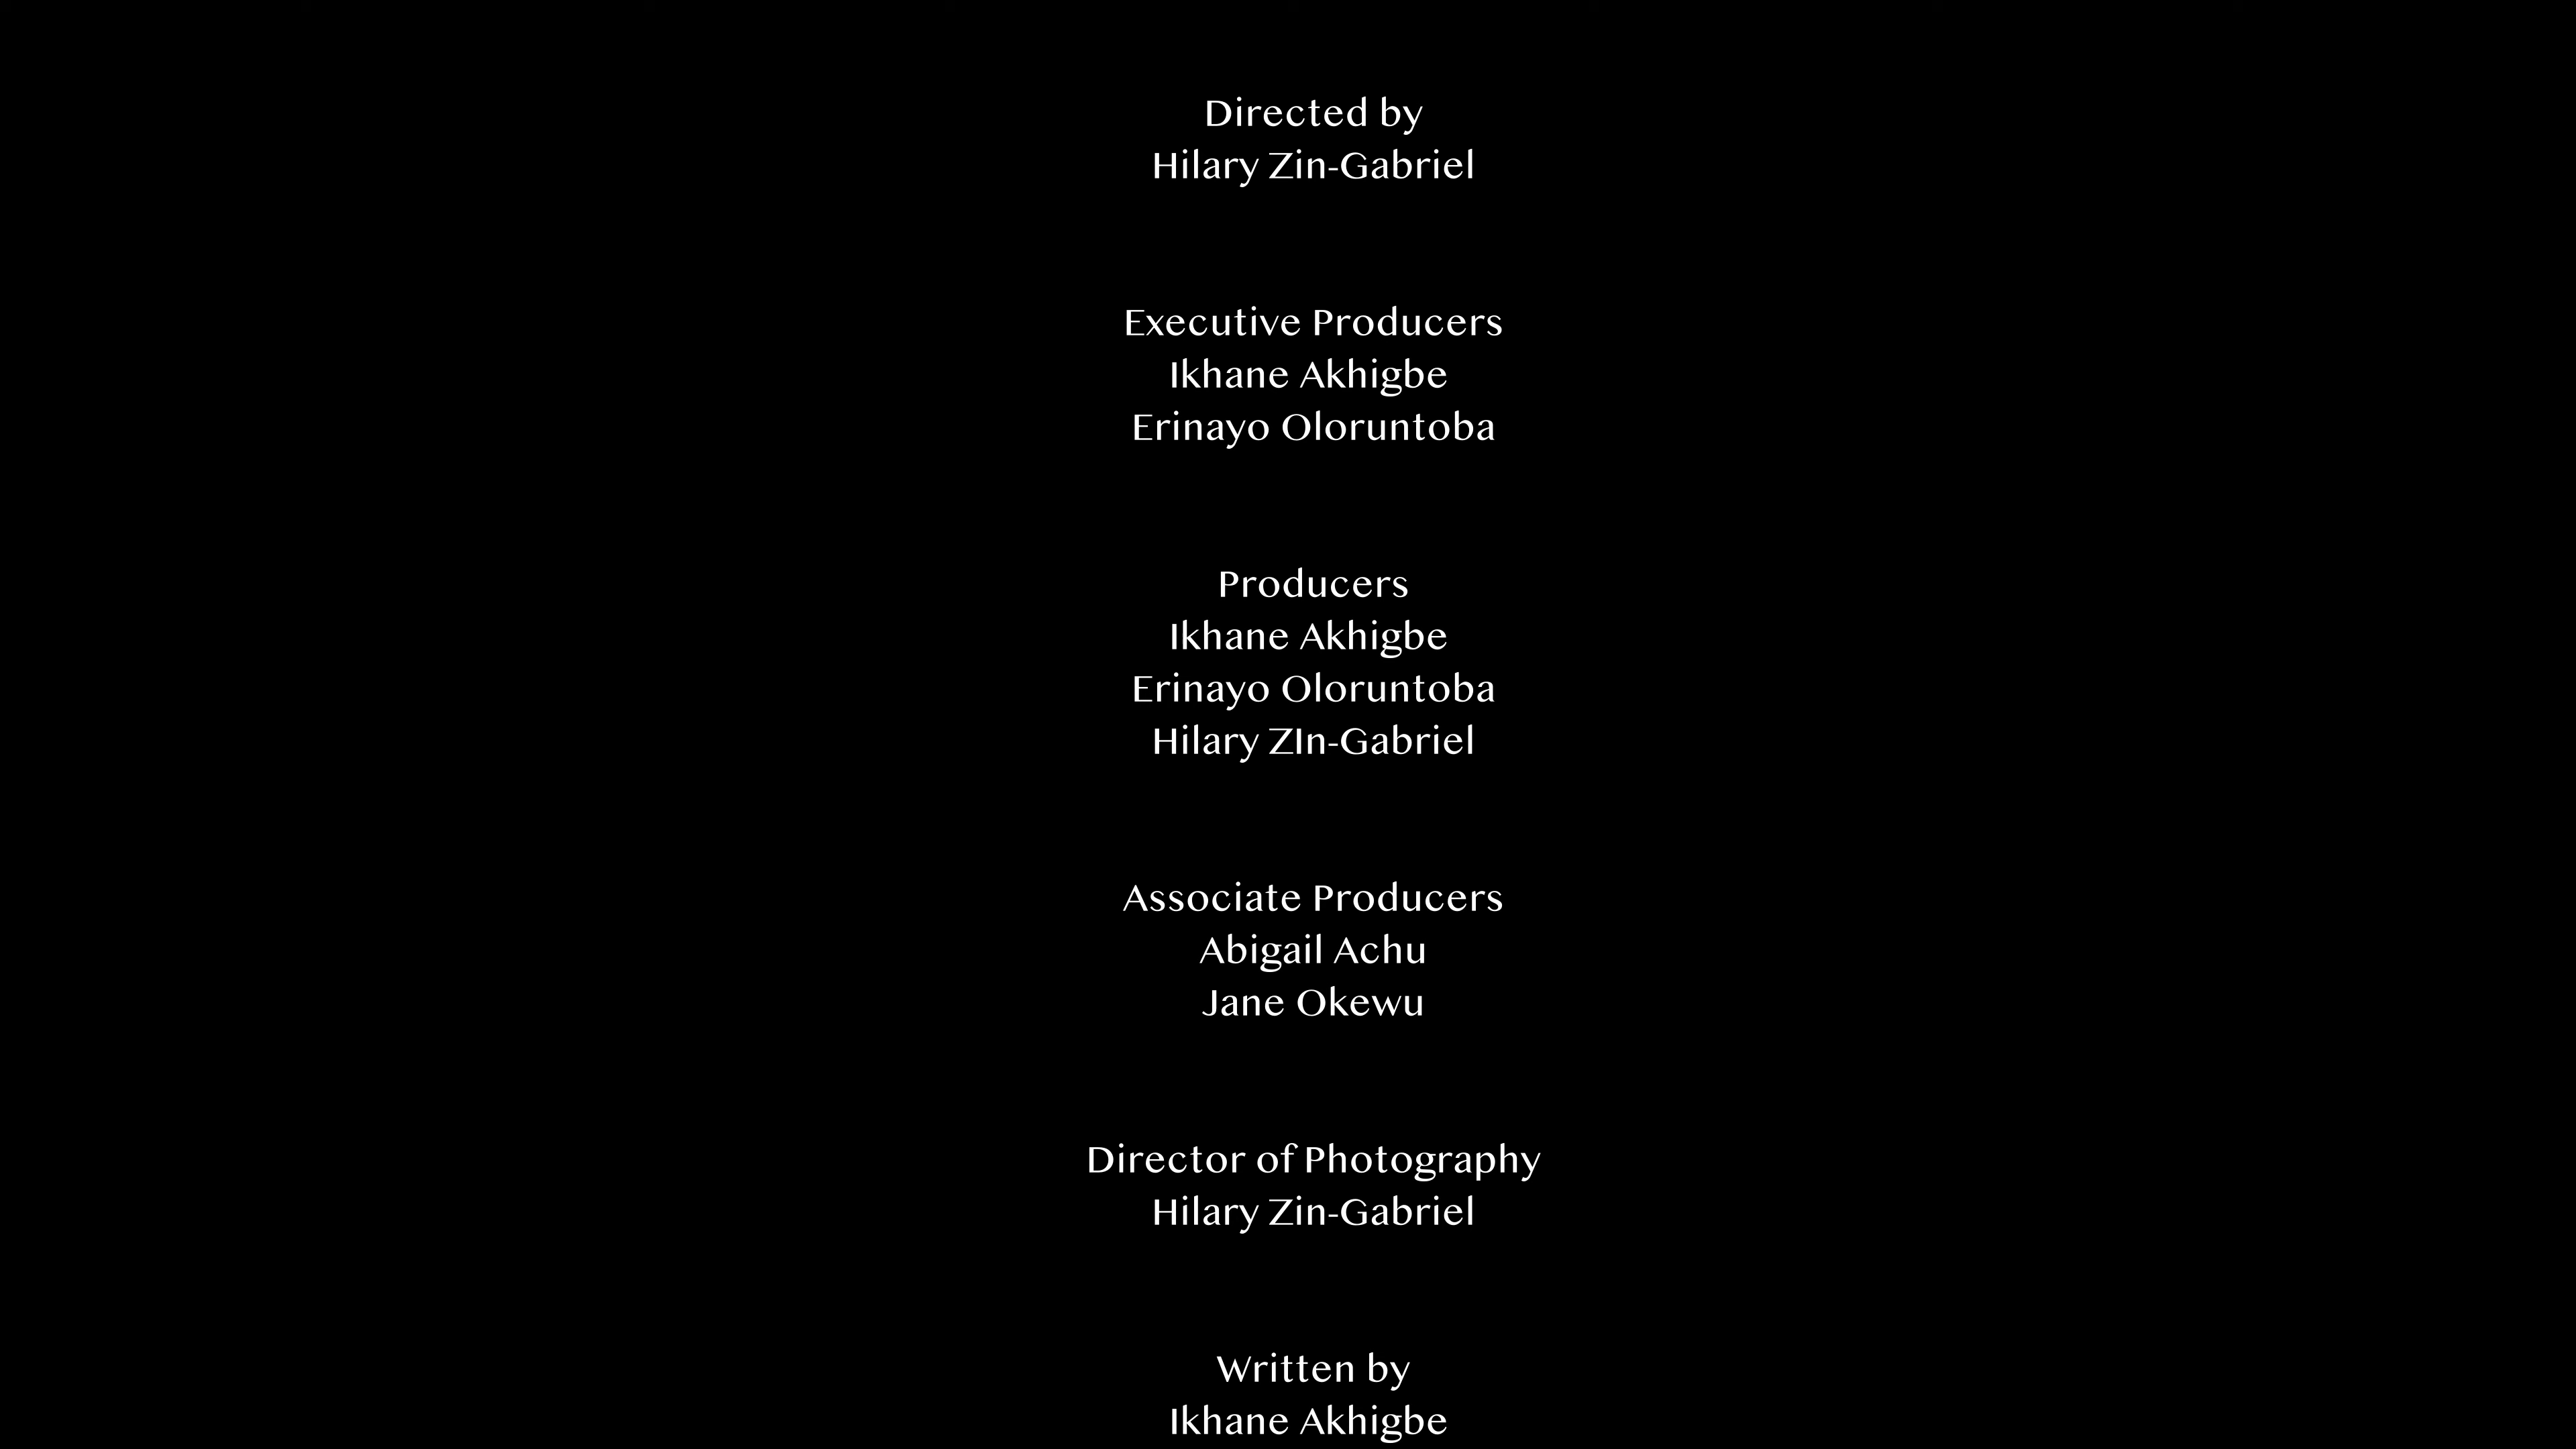 Directed by
Hilary Zin-Gabriel
Executive Producers
Ikhane Akhigbe
Erinayo Oloruntoba
Producers
Ikhane Akhigbe
Erinayo Oloruntoba
Hilary ZIn-Gabriel
Associate Producers
Abigail Achu
Jane Okewu
Director of Photography
Hilary Zin-Gabriel
Written by
Ikhane Akhigbe